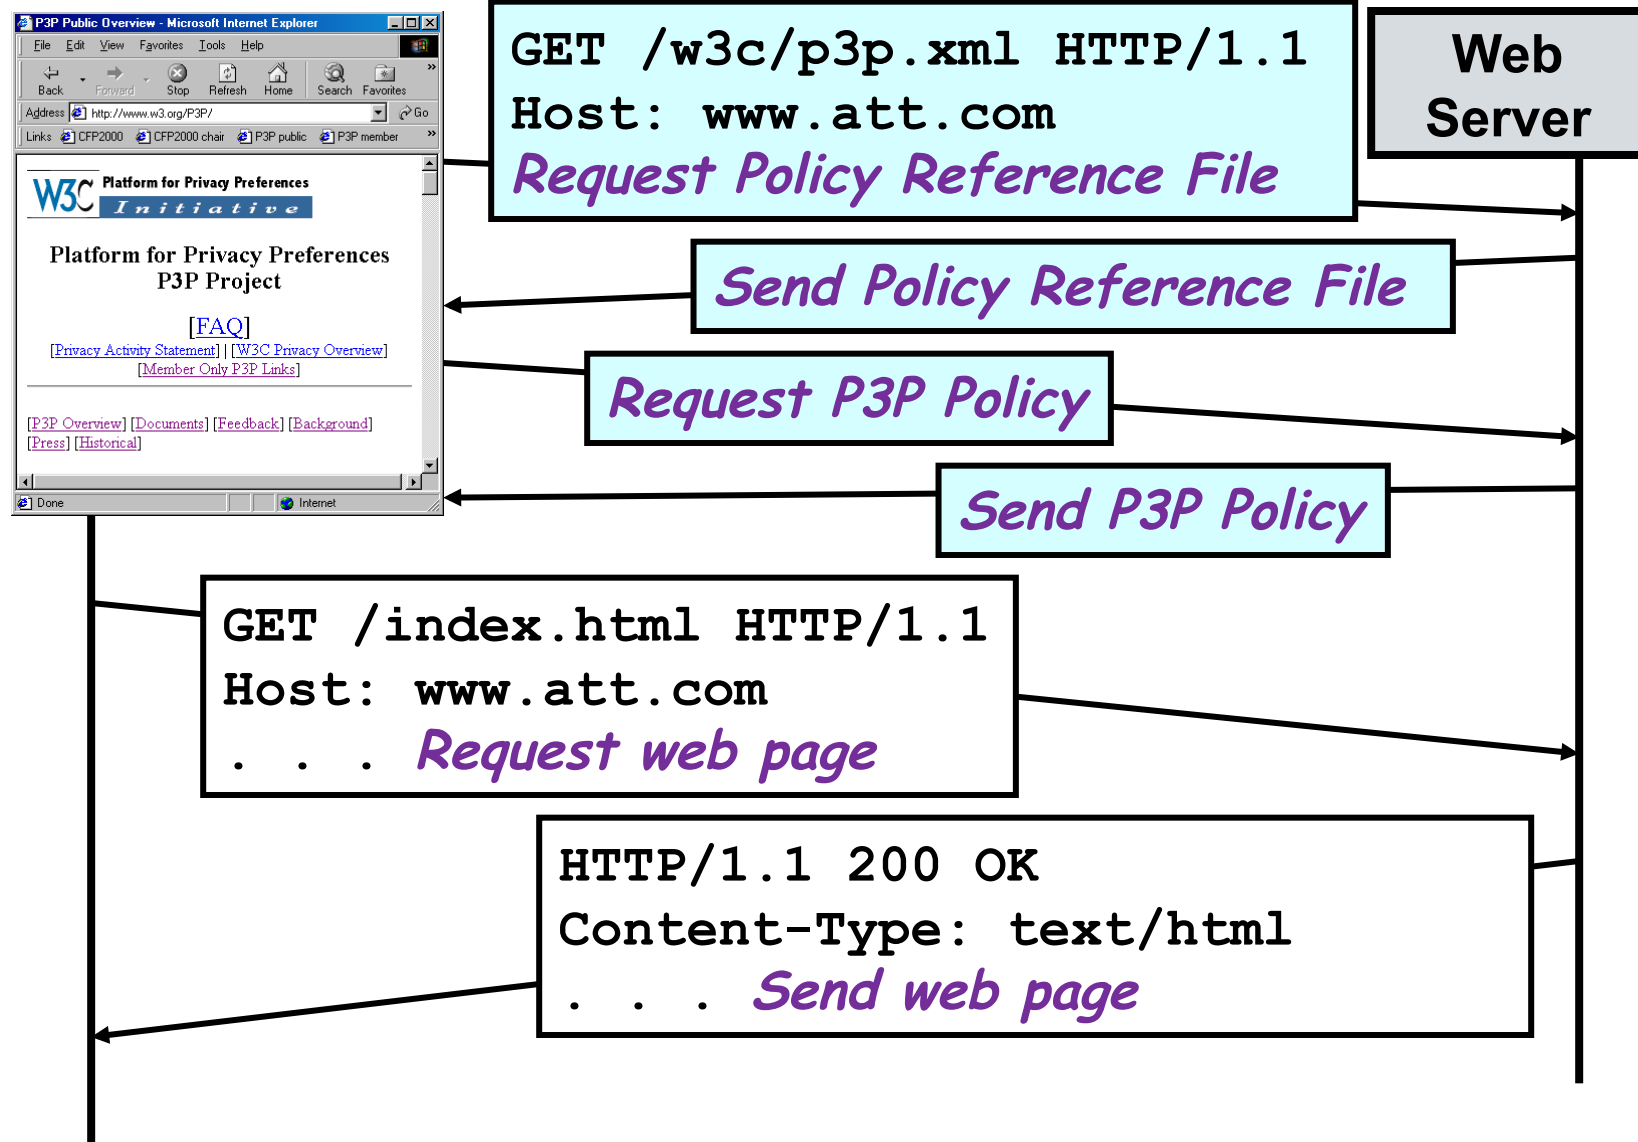 P3P Public Overview - Microsoft Internet Explorer
File Edit View Favorites Tools Help
Back Forward Stop Refresh Home Search Favorites »
Address http://www.w3.org/P3P/ Go
Links CFP2000 CFP2000 chair P3P public P3P member »
W3C Platform for Privacy Preferences
Initiative
Platform for Privacy Preferences
P3P Project
[FAQ]
[Privacy Activity Statement] | [W3C Privacy Overview]
[Member Only P3P Links]
[P3P Overview] [Documents] [Feedback] [Background]
[Press] [Historical]
Done Internet
GET /w3c/p3p.xml HTTP/1.1
Host: www.att.com
Request Policy Reference File
Web
Server
Send Policy Reference File
Request P3P Policy
Send P3P Policy
GET /index.html HTTP/1.1
Host: www.att.com
. . . Request web page
HTTP/1.1 200 OK
Content-Type: text/html
. . . Send web page